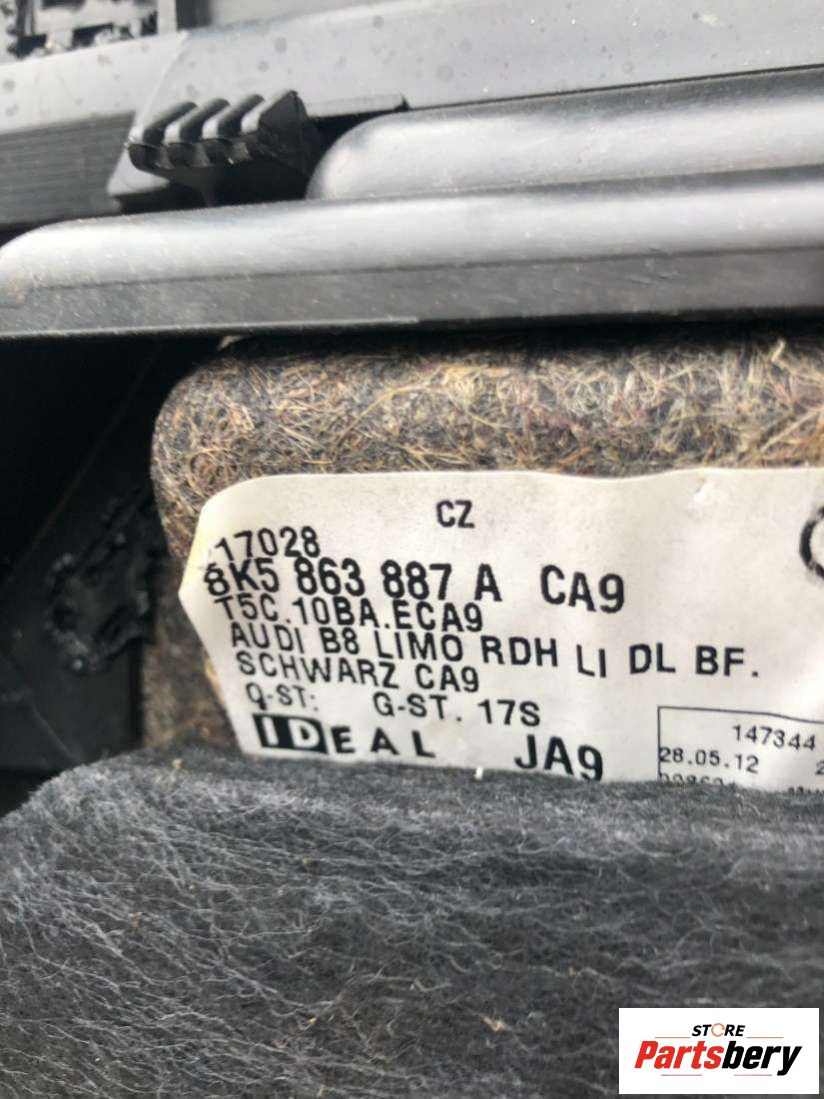 CZ
17028
8K5 863 887 A CA9
T5C.10BA.ECA9
AUDI B8 LIMO RDH LI DL BF.
SCHWARZ CA9
Q-ST: G-ST. 17S
IDEAL JA9
147344
28.05.12
STORE
Partsbery